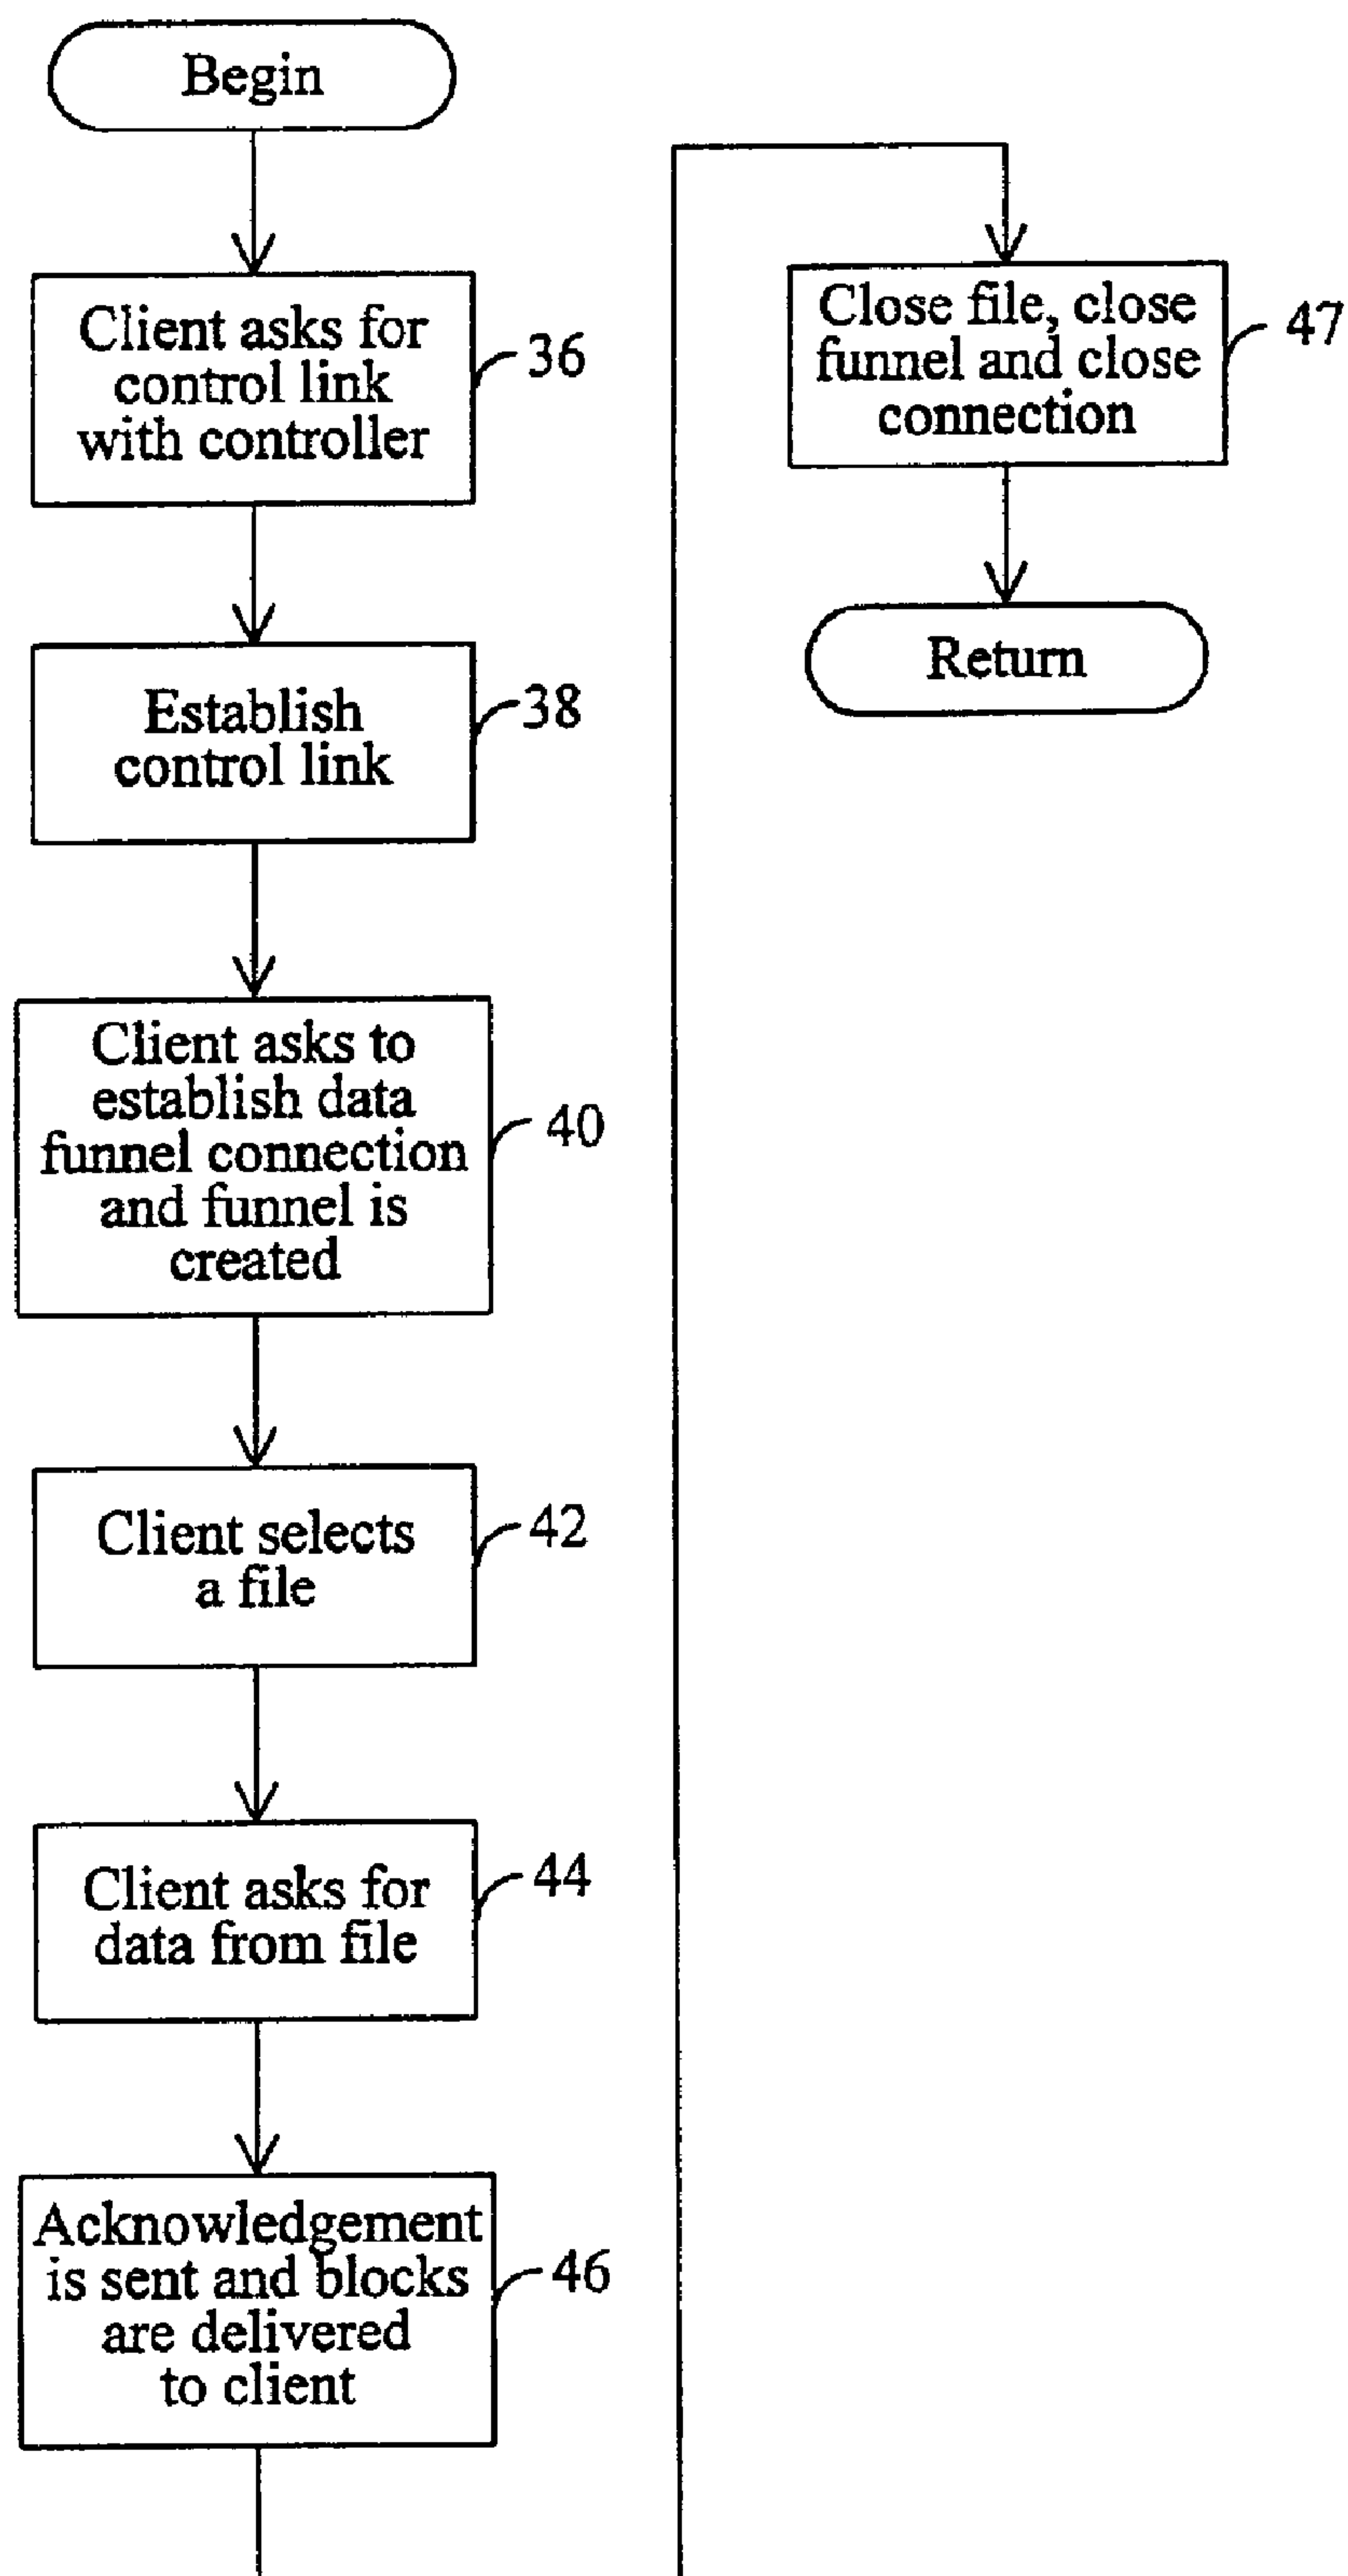 Begin
Client asks for
control link
with controller
36
Establish
control link
38
Client asks to
establish data
funnel connection
and funnel is
created
40
Client selects
a file
42
Client asks for
data from file
44
Acknowledgement
is sent and blocks
are delivered
to client
46
Close file, close
funnel and close
connection
47
Return